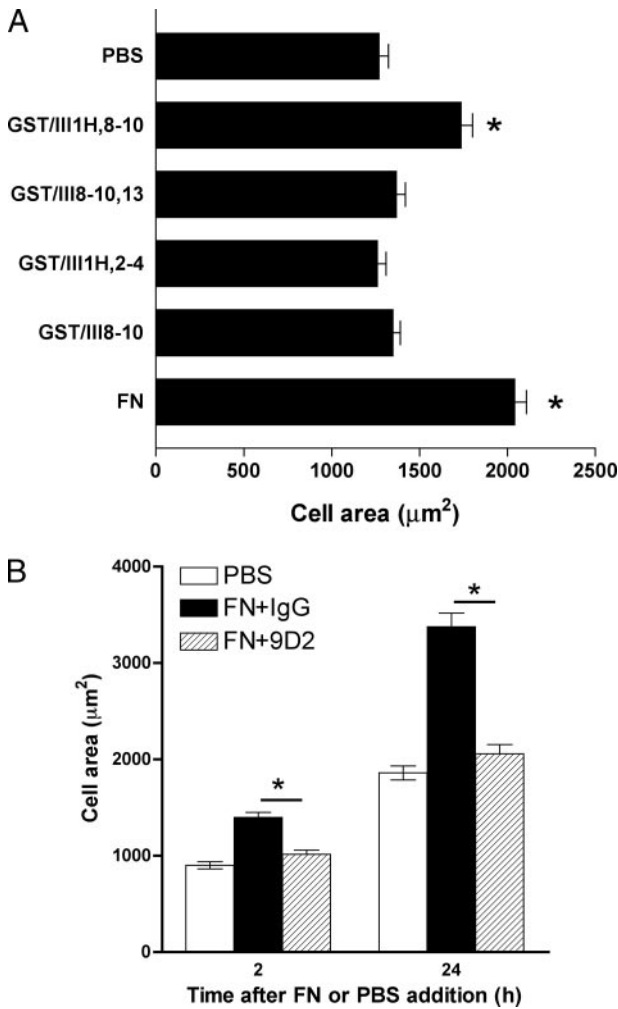 A
PBS
GST/III1H,8-10
*
GST/III8-10,13
GST/III1H,2-4
GST/III8-10
FN
*
0 500 1000 1500 2000 2500
Cell area (μm²)
B
4000
PBS
FN+IgG
FN+9D2
*
3000
2000
*
1000
0
Cell area (μm²)
2 24
Time after FN or PBS addition (h)